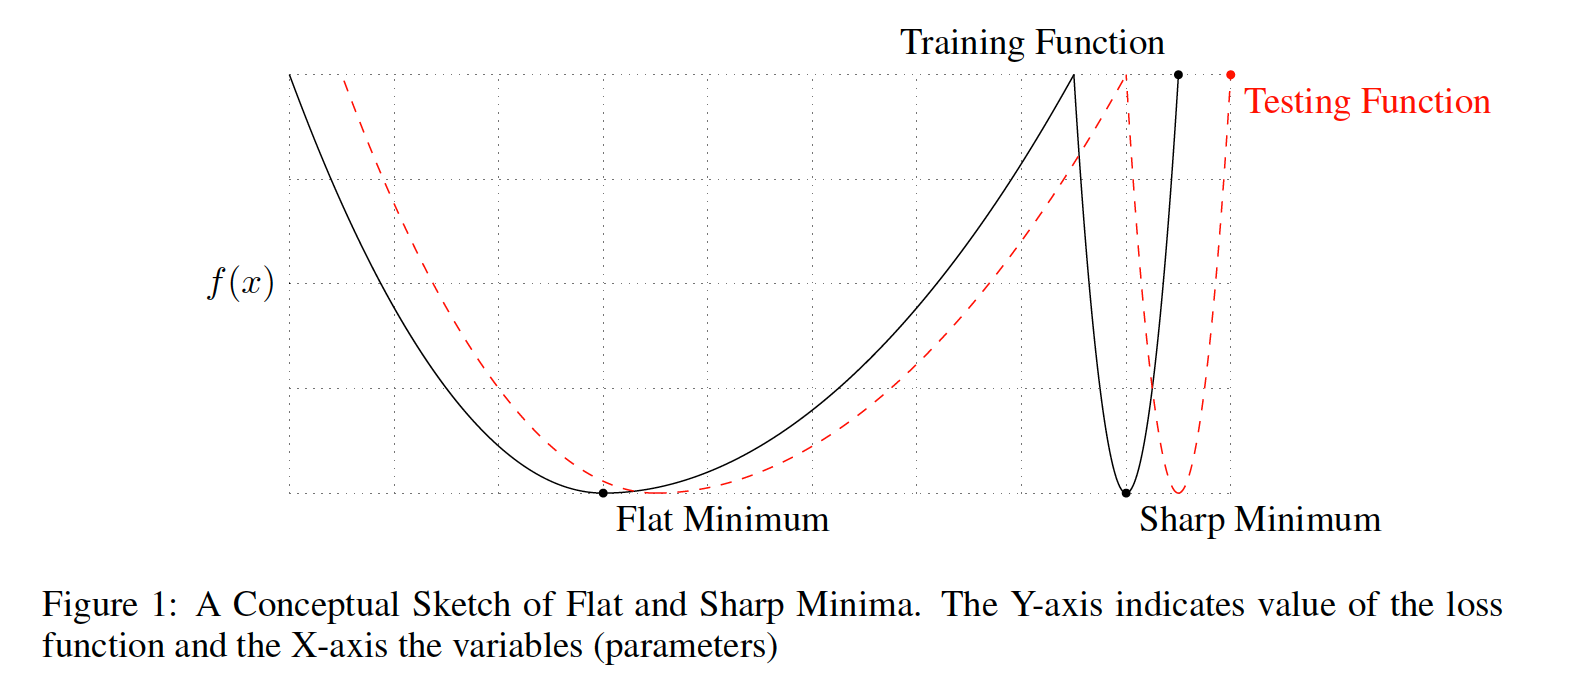 Training Function
Testing Function
f(x)
Flat Minimum
Sharp Minimum
Figure 1: A Conceptual Sketch of Flat and Sharp Minima. The Y-axis indicates value of the loss
function and the X-axis the variables (parameters)